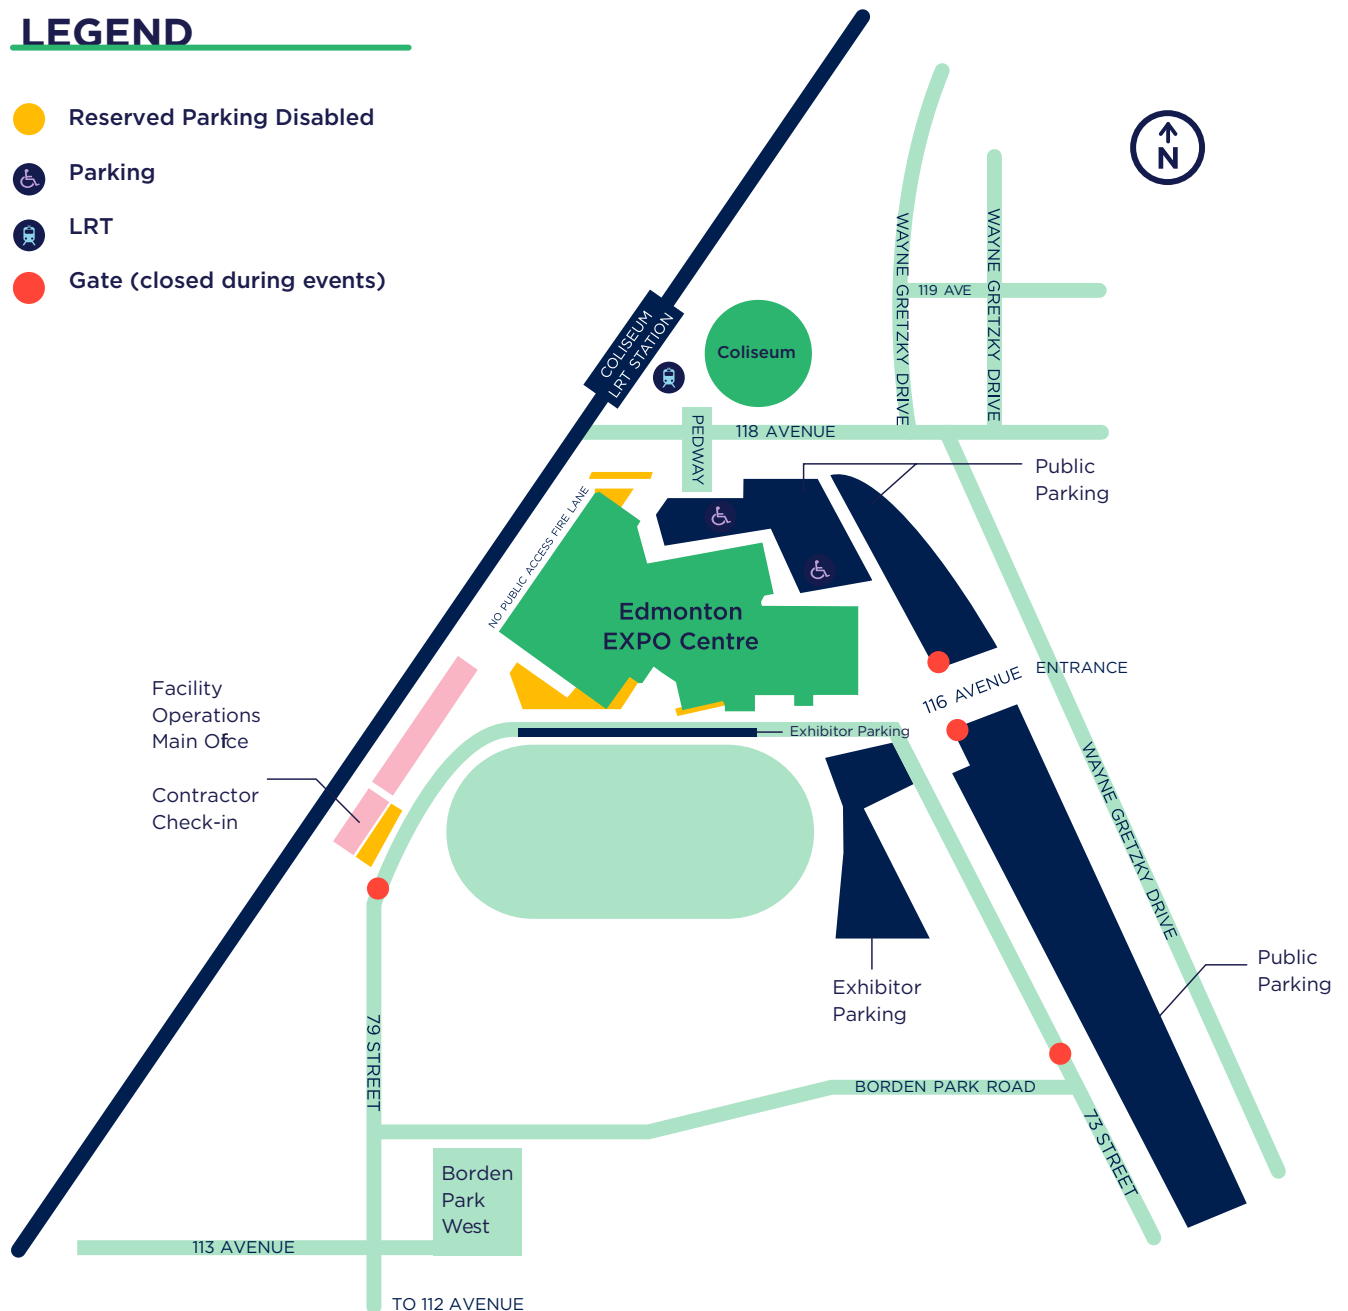 LEGEND
Reserved Parking Disabled
Parking
LRT
Gate (closed during events)
N
WAYNE GRETZKY DRIVE
WAYNE GRETZKY DRIVE
119 AVE
COLISEUM
LRT STATION
Coliseum
PEDWAY
118 AVENUE
Public
Parking
NO PUBLIC ACCESS FIRE LANE
Edmonton
EXPO Centre
116 AVENUE
ENTRANCE
Facility
Operations
Main Ofce
Contractor
Check-in
Exhibitor Parking
WAYNE GRETZKY DRIVE
Exhibitor
Parking
Public
Parking
79 STREET
BORDEN PARK ROAD
73 STREET
Borden
Park
West
113 AVENUE
TO 112 AVENUE